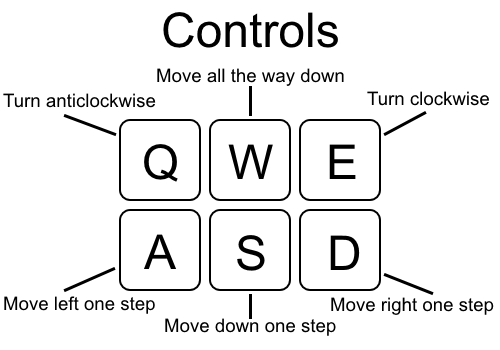 Controls
Move all the way down
Turn anticlockwise
Turn clockwise
Q W E
A S D
Move left one step
Move right one step
Move down one step